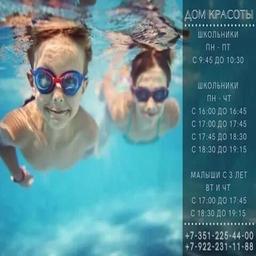 ДОМ КРАСОТЫ
ШКОЛЬНИКИ
ПН - ПТ
С 9:45 ДО 10:30
ШКОЛЬНИКИ
ПН - ЧТ
С 16:00 ДО 16:45
С 17:00 ДО 17:45
С 17:45 ДО 18:30
С 18:30 ДО 19:15
МАЛЫШИ С 3 ЛЕТ
ВТ И ЧТ
С 17:00 ДО 17:45
С 18:30 ДО 19:15
+7-351-225-44-00
+7-922-231-11-88